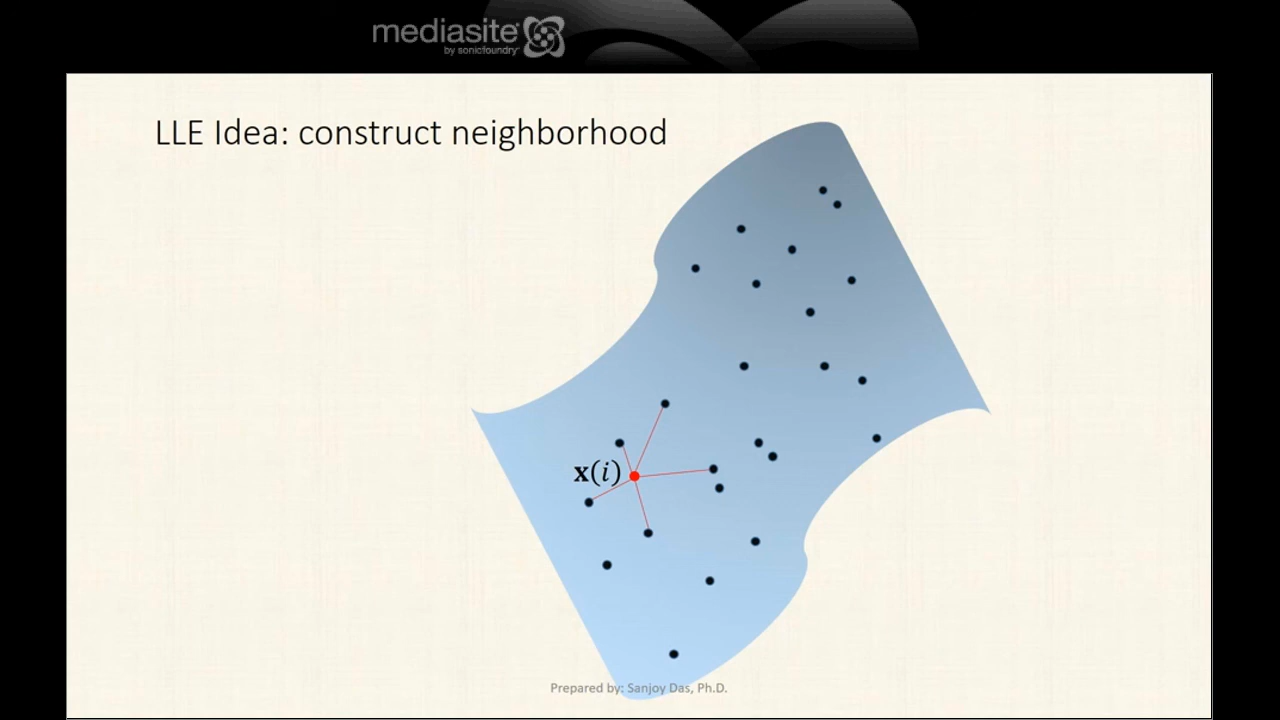 mediasite
by sonicfoundry
LLE Idea: construct neighborhood
x(i)
Prepared by: Sanjoy Das, Ph.D.